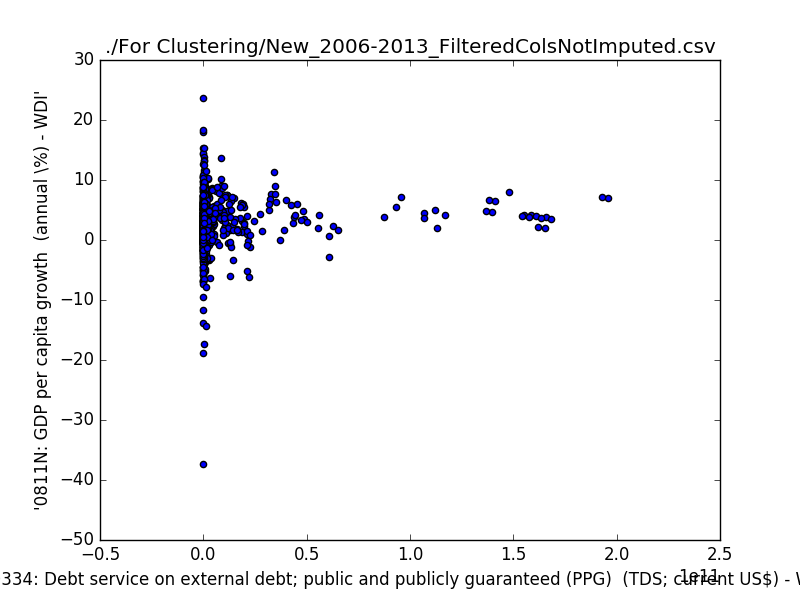 ./For Clustering/New_2006-2013_FilteredColsNotImputed.csv
'0811N: GDP per capita growth (annual \%) - WDI'
30
20
10
0
−10
−20
−30
−40
−50
−0.5 0.0 0.5 1.0 1.5 2.0 2.5
1e11
334: Debt service on external debt; public and publicly guaranteed (PPG) (TDS; current US$) - W